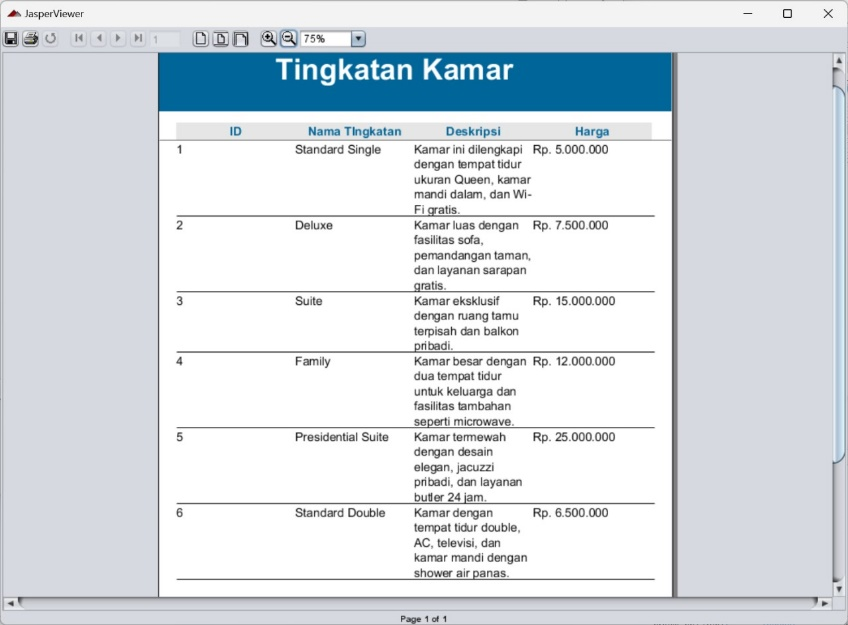 JasperViewer
1
75%
Tingkatan Kamar
ID Nama TIngkatan Deskripsi Harga
1 Standard Single Kamar ini dilengkapi Rp. 5.000.000
dengan tempat tidur
ukuran Queen, kamar
mandi dalam, dan Wi-
Fi gratis.
2 Deluxe Kamar luas dengan Rp. 7.500.000
fasilitas sofa,
pemandangan taman,
dan layanan sarapan
gratis.
3 Suite Kamar eksklusif Rp. 15.000.000
dengan ruang tamu
terpisah dan balkon
pribadi.
4 Family Kamar besar dengan Rp. 12.000.000
dua tempat tidur
untuk keluarga dan
fasilitas tambahan
seperti microwave.
5 Presidential Suite Kamar termewah Rp. 25.000.000
dengan desain
elegan, jacuzzi
pribadi, dan layanan
butler 24 jam.
6 Standard Double Kamar dengan Rp. 6.500.000
tempat tidur double,
AC, televisi, dan
kamar mandi dengan
shower air panas.
Page 1 of 1